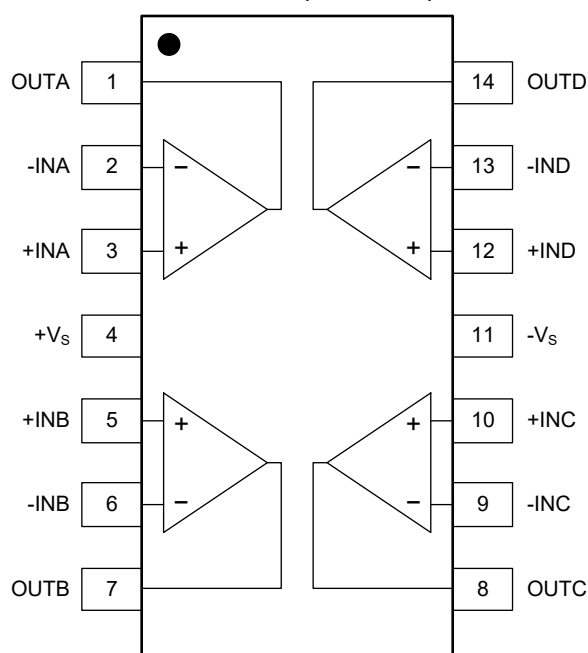 OUTA 1 14 OUTD
-INA 2 − − 13 -IND
+INA 3 + + 12 +IND
+VS 4 11 -VS
+INB 5 + + 10 +INC
-INB 6 − − 9 -INC
OUTB 7 8 OUTC